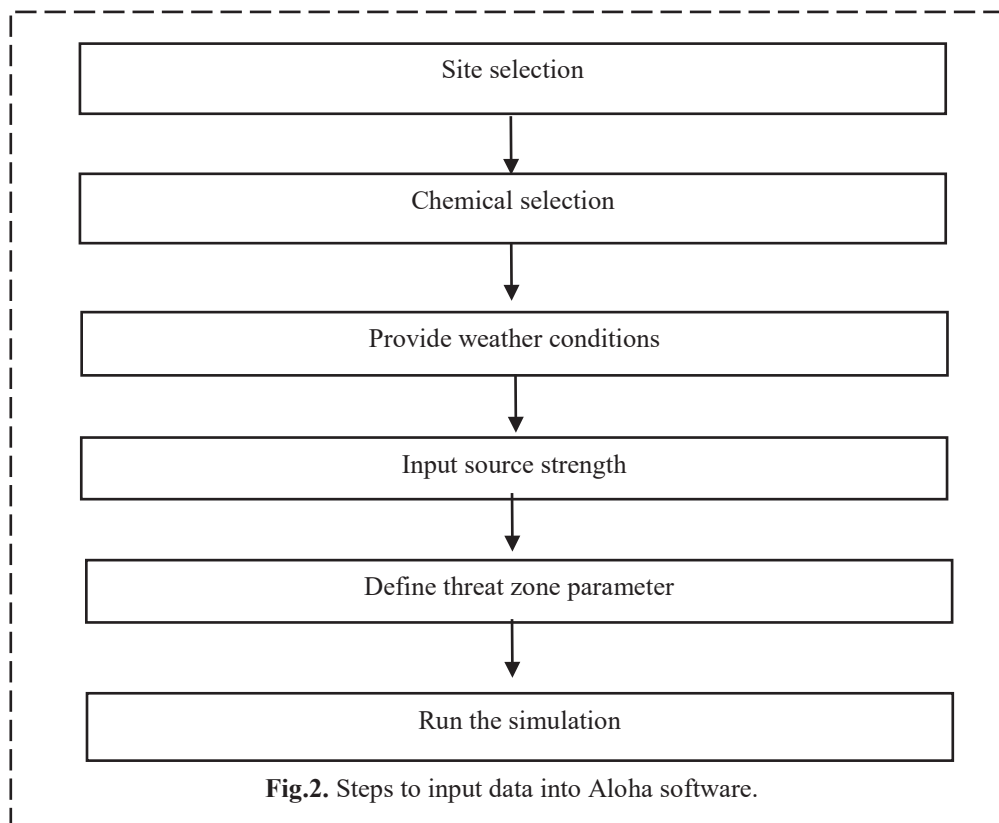 Site selection
Chemical selection
Provide weather conditions
Input source strength
Define threat zone parameter
Run the simulation
Fig.2. Steps to input data into Aloha software.